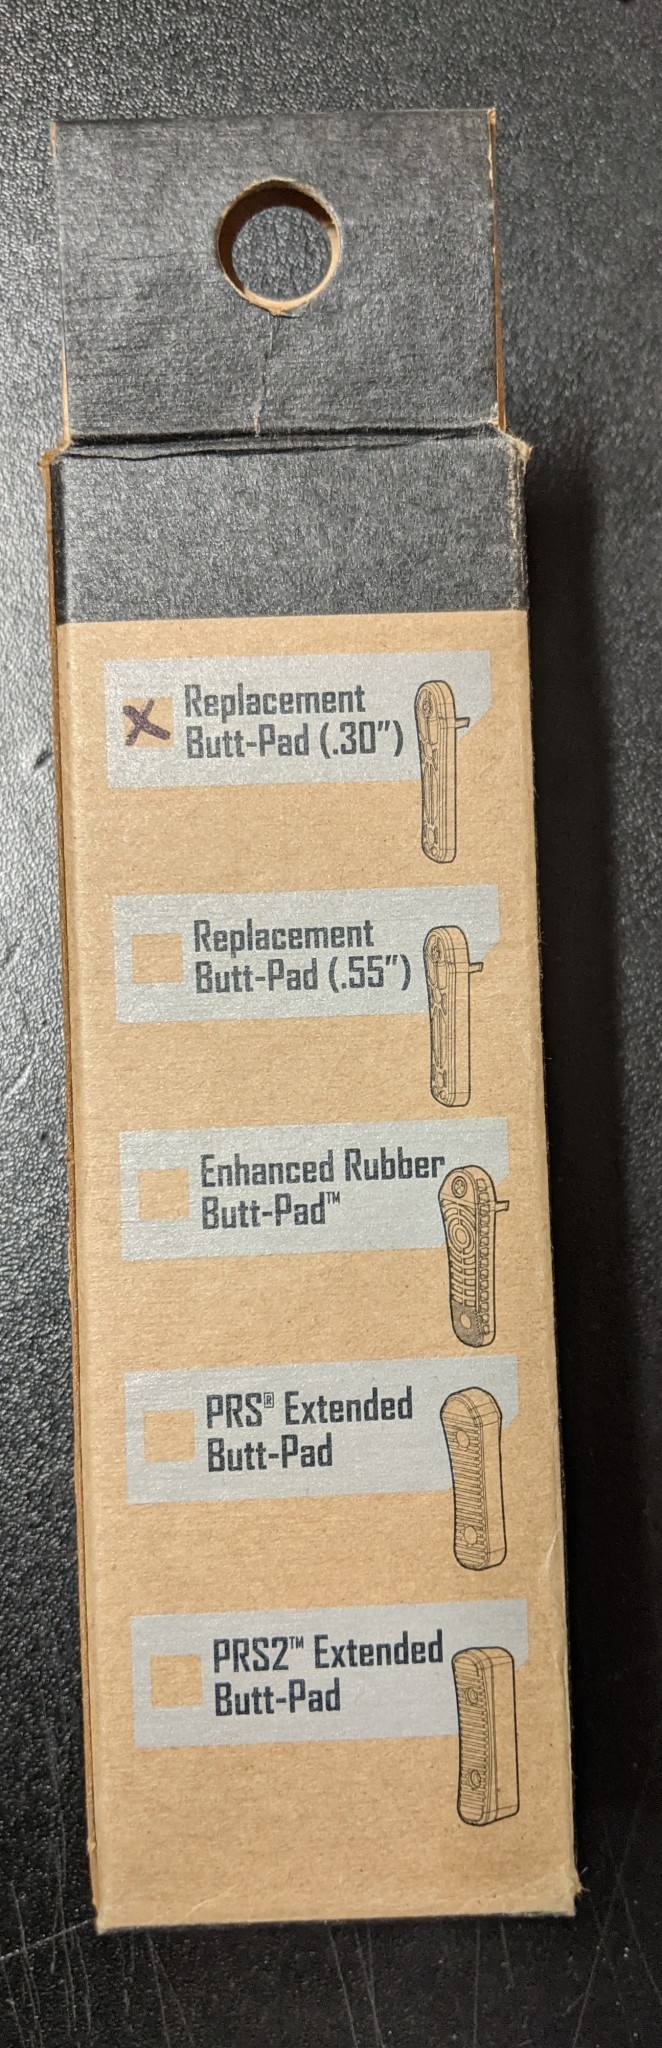 Replacement
Butt-Pad (.30")
Replacement
Butt-Pad (.55")
Enhanced Rubber
Butt-Pad™
PRS® Extended
Butt-Pad
PRS2™ Extended
Butt-Pad